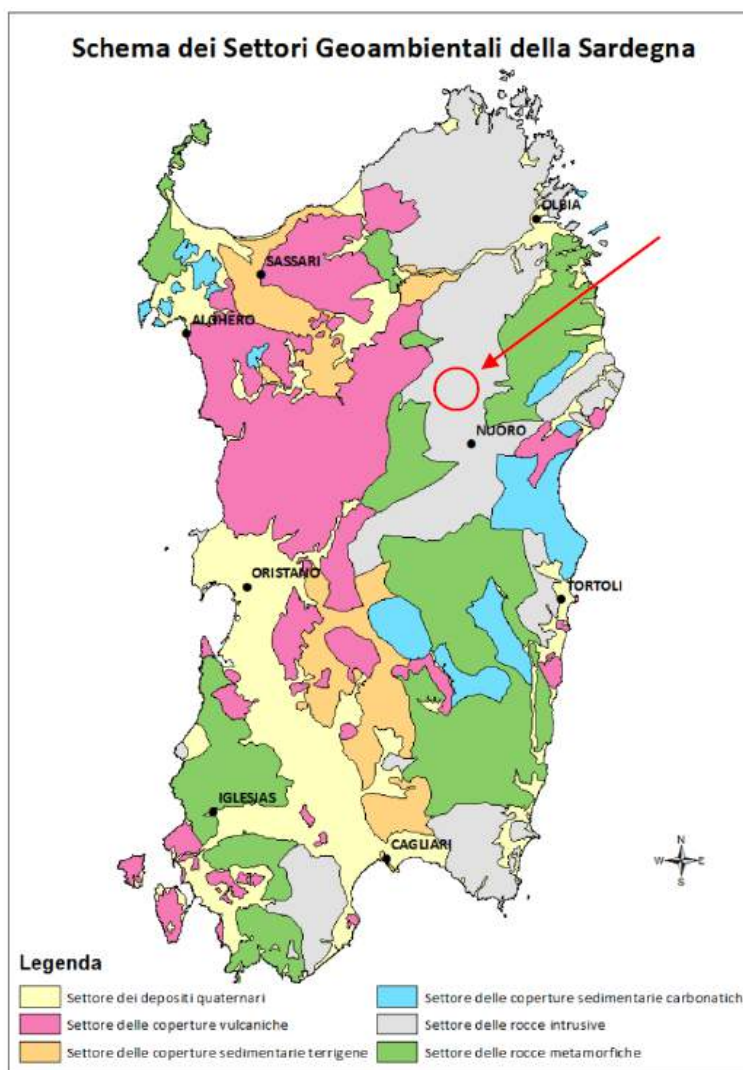 Schema dei Settori Geoambientali della Sardegna
OLBIA
SASSARI
ALGHERO
NUORO
ORISTANO
TORTOLI
IGLESIAS
CAGLIARI
N
W E
S
Legenda
Settore dei depositi quaternari
Settore delle coperture vulcaniche
Settore delle coperture sedimentarie terrigene
Settore delle coperture sedimentarie carbonatich
Settore delle rocce intrusive
Settore delle rocce metamorfiche